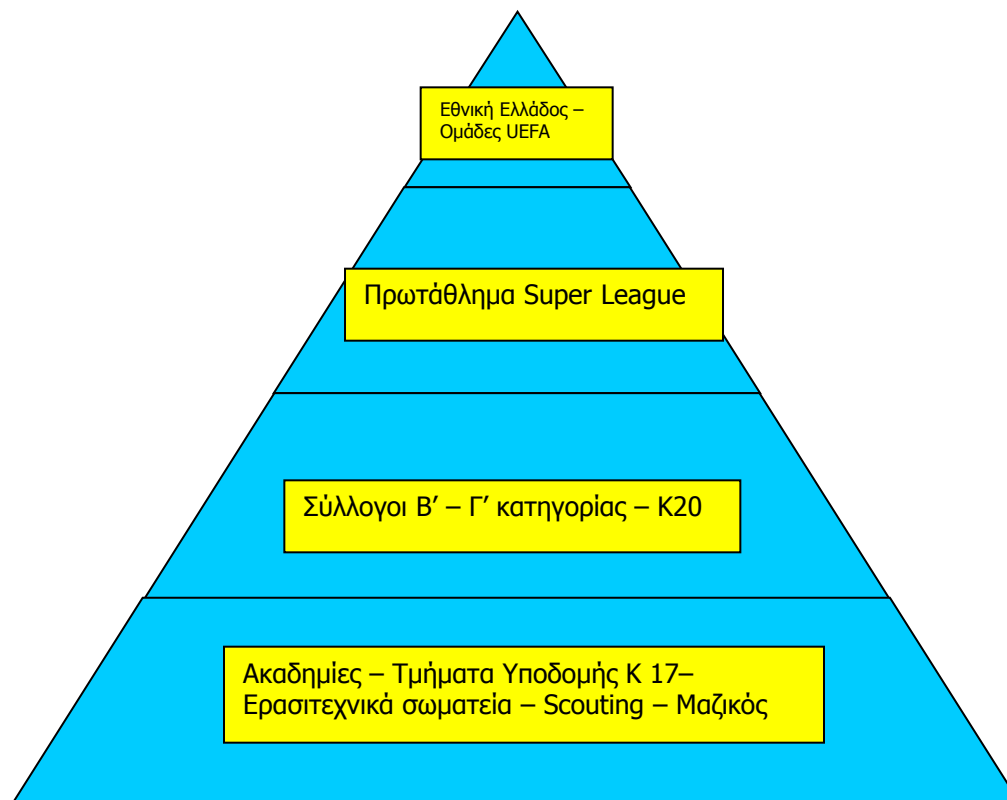 Εθνική Ελλάδος –
Ομάδες UEFA
Πρωτάθλημα Super League
Σύλλογοι Β’ – Γ’ κατηγορίας – Κ20
Ακαδημίες – Τμήματα Υποδομής Κ 17–
Ερασιτεχνικά σωματεία – Scouting – Μαζικός